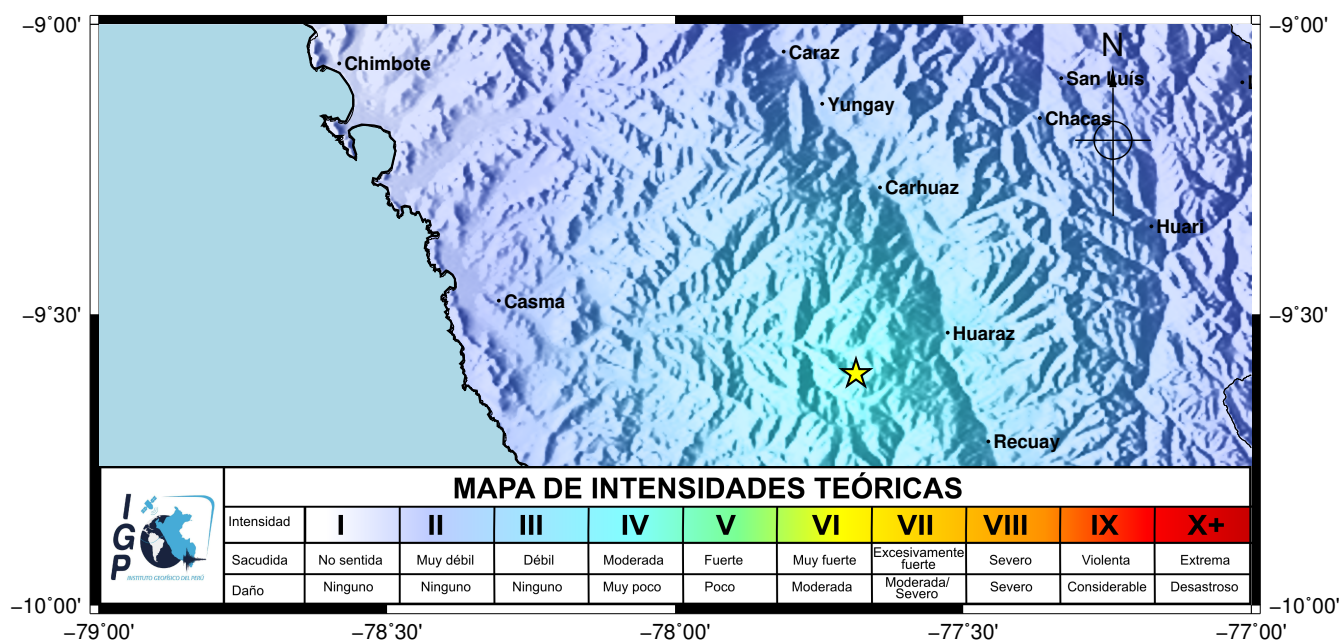 −9˚00'
−9˚00'
N
Caraz
Chimbote
San Luís
Yungay
Chacas
Carhuaz
Huari
Casma
−9˚30'
−9˚30'
Huaraz
Recuay
MAPA DE INTENSIDADES TEÓRICAS
Intensidad I II III IV V VI VII VIII IX X+
Sacudida No sentida Muy débil Débil Moderada Fuerte Muy fuerte Excesivamente fuerte Severo Violenta Extrema
Daño Ninguno Ninguno Ninguno Muy poco Poco Moderada Moderada/ Severo Severo Considerable Desastroso
IGP
INSTITUTO GEOFÍSICO DEL PERÚ
−10˚00'
−10˚00'
−79˚00' −78˚30' −78˚00' −77˚30' −77˚00'